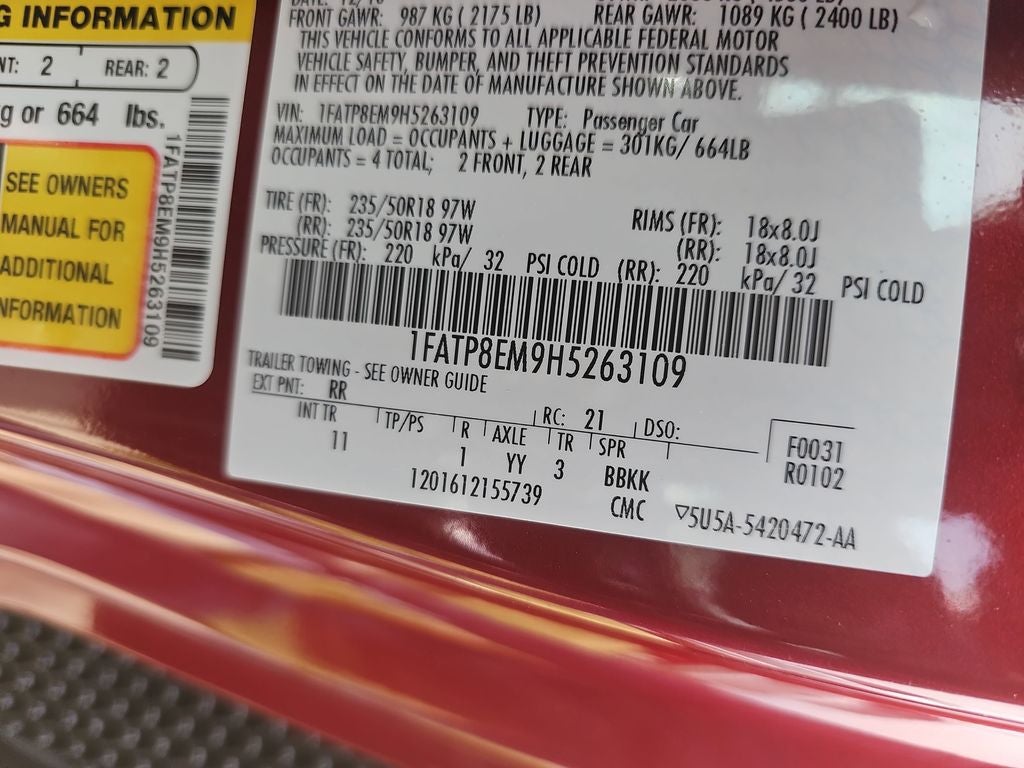 G INFORMATION
NT: 2 REAR: 2
g or 664 lbs.
SEE OWNERS
MANUAL FOR
ADDITIONAL
NFORMATION
1FATP8EM9H5263109
FRONT GAWR: 987 KG ( 2175 LB) REAR GAWR: 1089 KG ( 2400 LB)
THIS VEHICLE CONFORMS TO ALL APPLICABLE FEDERAL MOTOR
VEHICLE SAFETY, BUMPER, AND THEFT PREVENTION STANDARDS
IN EFFECT ON THE DATE OF MANUFACTURE SHOWN ABOVE.
VIN: 1FATP8EM9H5263109 TYPE: Passenger Car
MAXIMUM LOAD = OCCUPANTS + LUGGAGE = 301KG/ 664LB
OCCUPANTS = 4 TOTAL; 2 FRONT, 2 REAR
TIRE (FR): 235/50R18 97W RIMS (FR): 18x8.0J
(RR): 235/50R18 97W (RR): 18x8.0J
PRESSURE (FR): 220 kPa/ 32 PSI COLD (RR): 220 kPa/ 32 PSI COLD
1FATP8EM9H5263109
TRAILER TOWING - SEE OWNER GUIDE
EXT PNT: RR RC: 21 DSO: F0031
INT TR TP/PS R AXLE TR SPR R0102
11 1 YY 3 BBKK
1201612155739 CMC ▽5U5A-5420472-AA